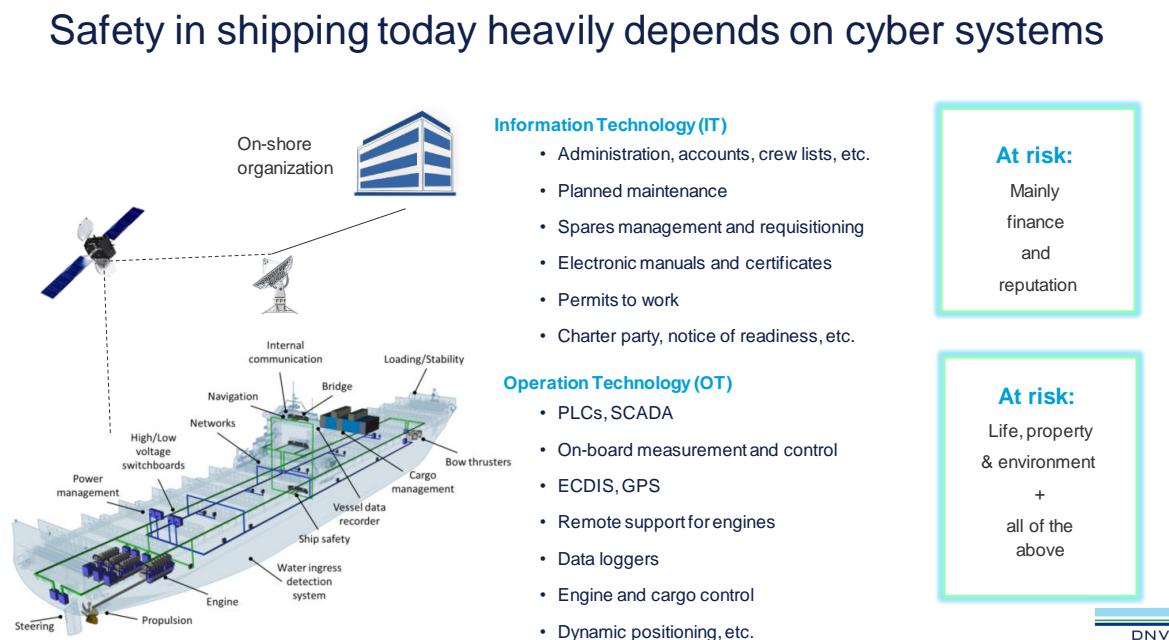 Safety in shipping today heavily depends on cyber systems
On-shore
organization
Internal
communication
Loading/Stability
Bridge
Navigation
Networks
High/Low
voltage
switchboards
Power
management
Bow thrusters
Cargo
management
Vessel data
recorder
Ship safety
Water ingress
detection
system
Engine
Propulsion
Steering
Information Technology (IT)
• Administration, accounts, crew lists, etc.
• Planned maintenance
• Spares management and requisitioning
• Electronic manuals and certificates
• Permits to work
• Charter party, notice of readiness, etc.
Operation Technology (OT)
• PLCs, SCADA
• On-board measurement and control
• ECDIS, GPS
• Remote support for engines
• Data loggers
• Engine and cargo control
• Dynamic positioning, etc.
At risk:
Mainly
finance
and
reputation
At risk:
Life, property
& environment
+
all of the
above
DNV